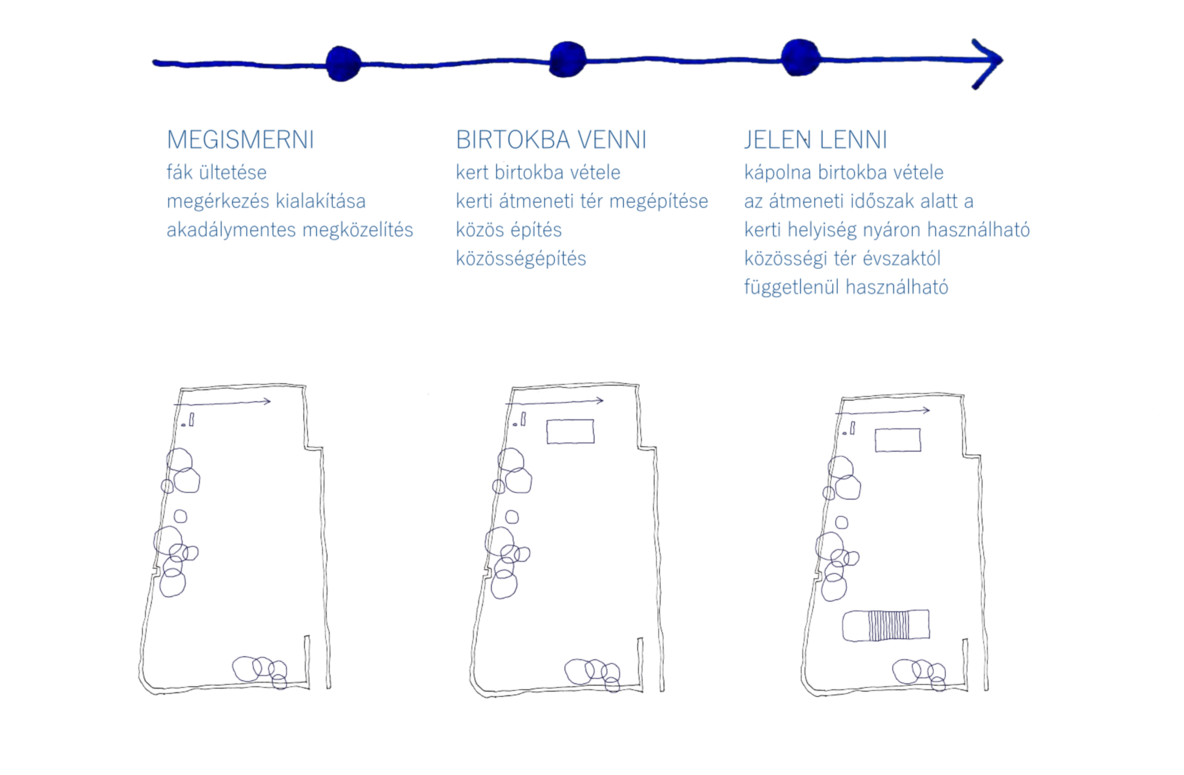 MEGISMERNI
fák ültetése
megérkezés kialakítása
akadálymentes megközelítés
BIRTOKBA VENNI
kert birtokba vétele
kerti átmeneti tér megépítése
közös építés
közösségépítés
JELEN LENNI
kápolna birtokba vétele
az átmeneti időszak alatt a
kerti helyiség nyáron használható
közösségi tér évszaktól
függetlenül használható